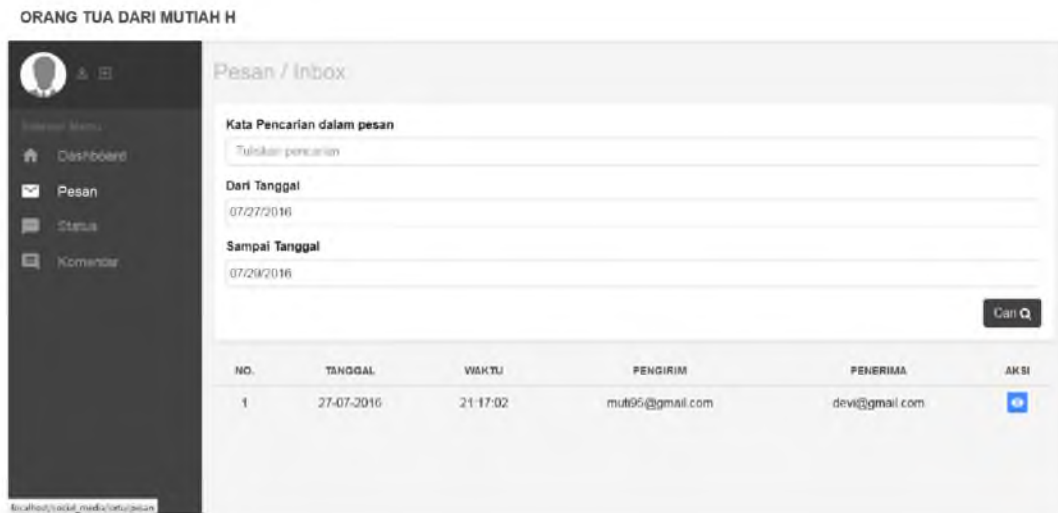 ORANG TUA DARI MUTIAH H
Pesan / Inbox
Menu
Dashboard
Pesan
Status
Komentar
Kata Pencarian dalam pesan
Tuliskan pencarian
Dari Tanggal
07/27/2016
Sampai Tanggal
07/29/2016
Cari
NO. TANGGAL WAKTU PENGIRIM PENERIMA AKSI
1 27-07-2016 21:17:02 muti95@gmail.com devi@gmail.com
localhost/social_media/ortu/pesan